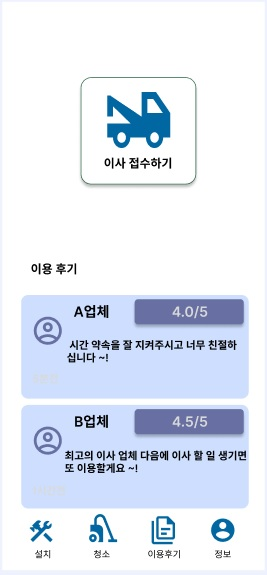 이사 접수하기
이용 후기
A업체
4.0/5
시간 약속을 잘 지켜주시고 너무 친절하
십니다 ~!
B업체
4.5/5
최고의 이사 업체 다음에 이사 할 일 생기면
또 이용할게요 ~!
설치
청소
이용후기
정보